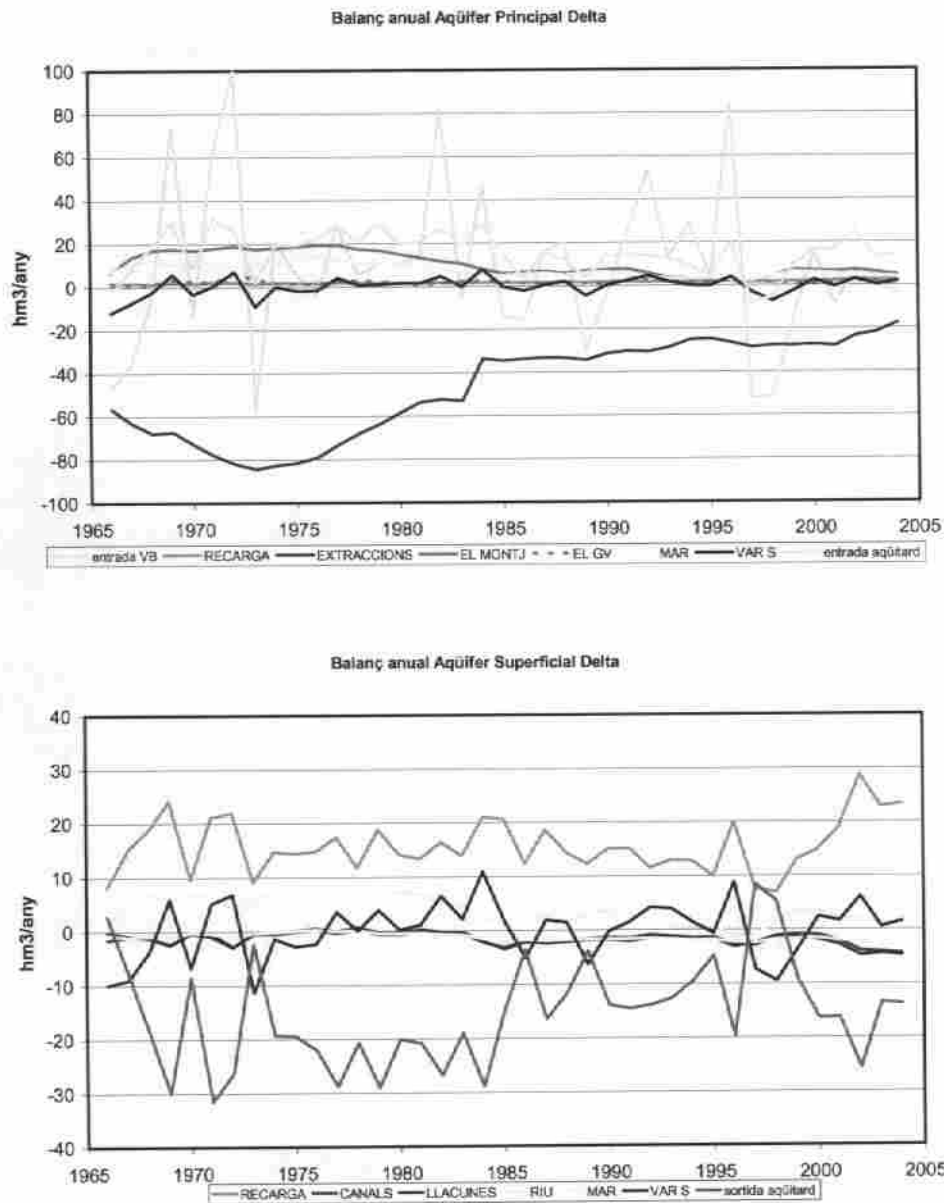 Balanç anual Aqüífer Principal Delta
100
80
60
40
20
0
-20
-40
-60
-80
-100
hm3/any
1965 1970 1975 1980 1985 1990 1995 2000 2005
entrada VB RECARGA EXTRACCIONS EL MONTJ EL GV MAR VAR S entrada aqüitard
Balanç anual Aqüífer Superficial Delta
40
30
20
10
0
-10
-20
-30
-40
hm3/any
1965 1970 1975 1980 1985 1990 1995 2000 2005
RECARGA CANALS LLACUNES RIU MAR VAR S sortida aqüitard